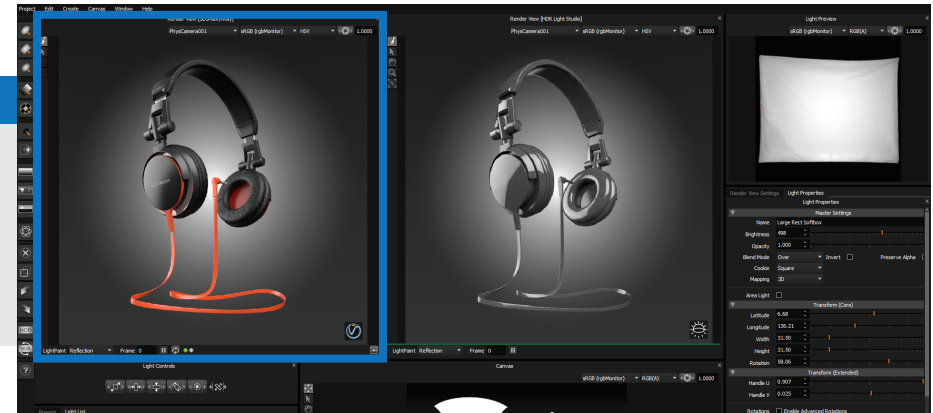 Project Edit Create Canvas Window Help
Render View [HDR Light Studio]
Light Preview
PhysCamera001 sRGB (rgbMonitor) HSV 1.0000
PhysCamera001 sRGB (rgbMonitor) HSV 1.0000
sRGB (rgbMonitor) RGB(A) 1.0000
Render View Settings Light Properties
Light Properties
Master Settings
Name Large Rect Softbox
Brightness 498
Opacity 1.000
Blend Mode Over Invert Preserve Alpha
Cookie Square
Mapping 3D
Area Light
Transform (Core)
Latitude 6.68
Longitude 136.21
Width 31.50
Height 31.50
Rotation 58.06
Transform (Extended)
Handle U 0.907
Handle V 0.025
Rotations Enable Advanced Rotations
HDR
LightPaint Reflection Frame 0
LightPaint Reflection Frame 0
Light Controls
Canvas
sRGB (rgbMonitor) RGB(A) 1.0000
Presets Light List